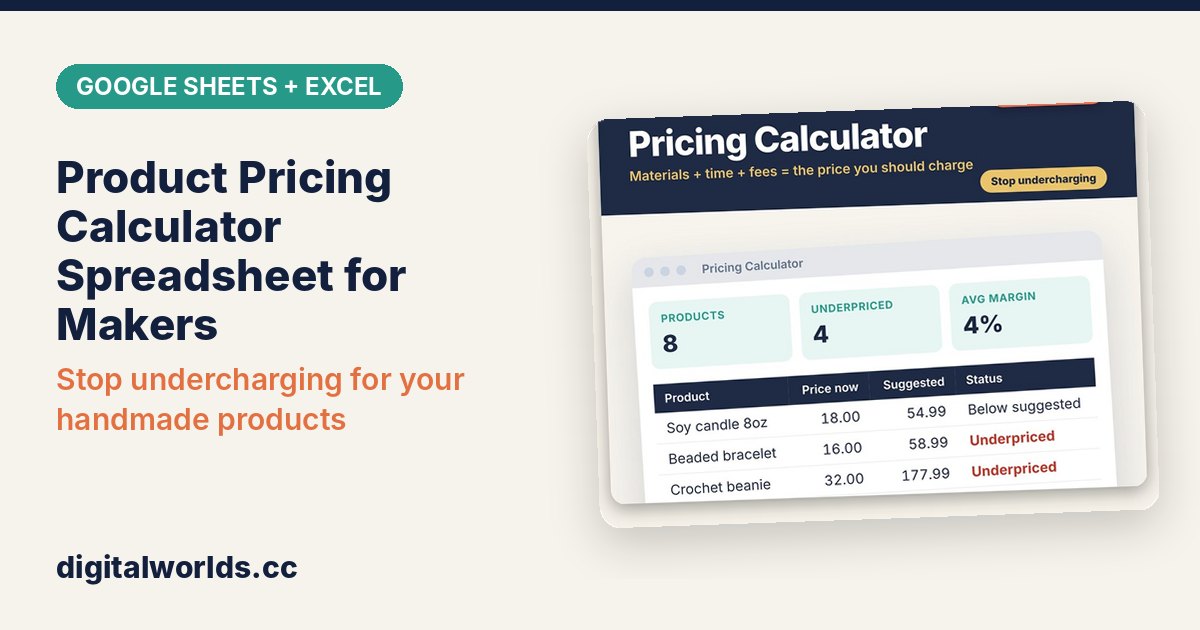 GOOGLE SHEETS + EXCEL
Product Pricing
Calculator
Spreadsheet for
Makers
Stop undercharging for your
handmade products
digitalworlds.cc
Pricing Calculator
Materials + time + fees = the price you should charge
Stop undercharging
Pricing Calculator
PRODUCTS
8
UNDERPRICED
4
AVG MARGIN
4%
Product Price now Suggested Status
Soy candle 8oz 18.00 54.99 Below suggested
Beaded bracelet 16.00 58.99 Underpriced
Crochet beanie 32.00 177.99 Underpriced